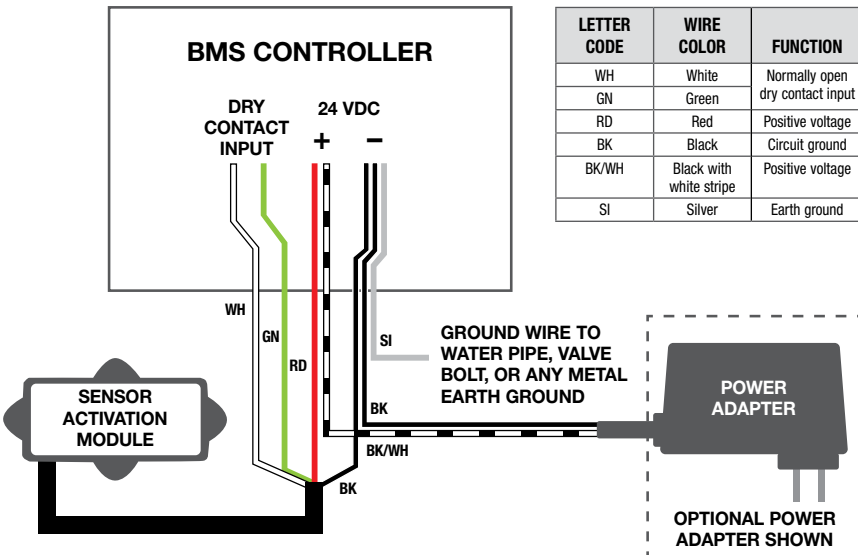 BMS CONTROLLER
DRY
CONTACT
INPUT
24 VDC
+
–
WH
GN
RD
SI
BK
BK/WH
BK
GROUND WIRE TO
WATER PIPE, VALVE
BOLT, OR ANY METAL
EARTH GROUND
SENSOR
ACTIVATION
MODULE
POWER
ADAPTER
OPTIONAL POWER
ADAPTER SHOWN
LETTER CODE WIRE COLOR FUNCTION
WH White Normally open
GN Green dry contact input
RD Red Positive voltage
BK Black Circuit ground
BK/WH Black with Positive voltage
white stripe
SI Silver Earth ground